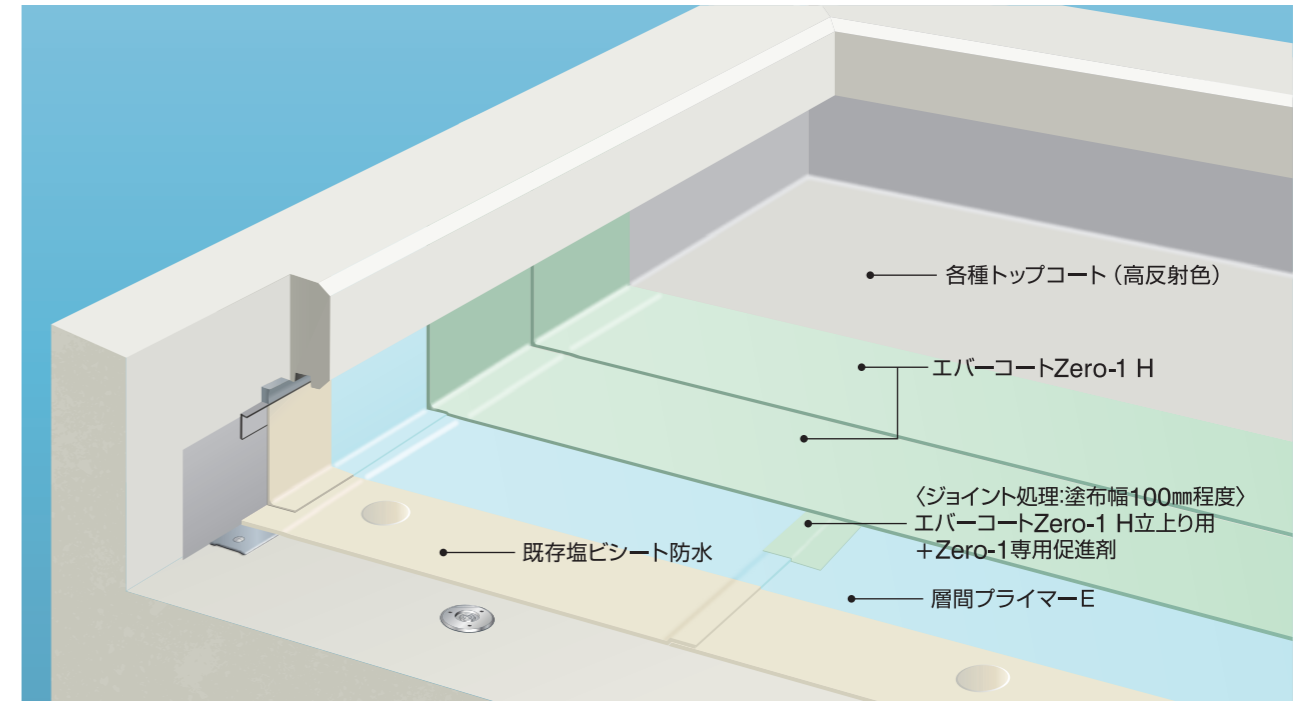 各種トップコート（高反射色）
エバーコートZero-1 H
〈ジョイント処理:塗布幅100㎜程度〉
エバーコートZero-1 H立上り用
＋Zero-1専用促進剤
既存塩ビシート防水
層間プライマーE